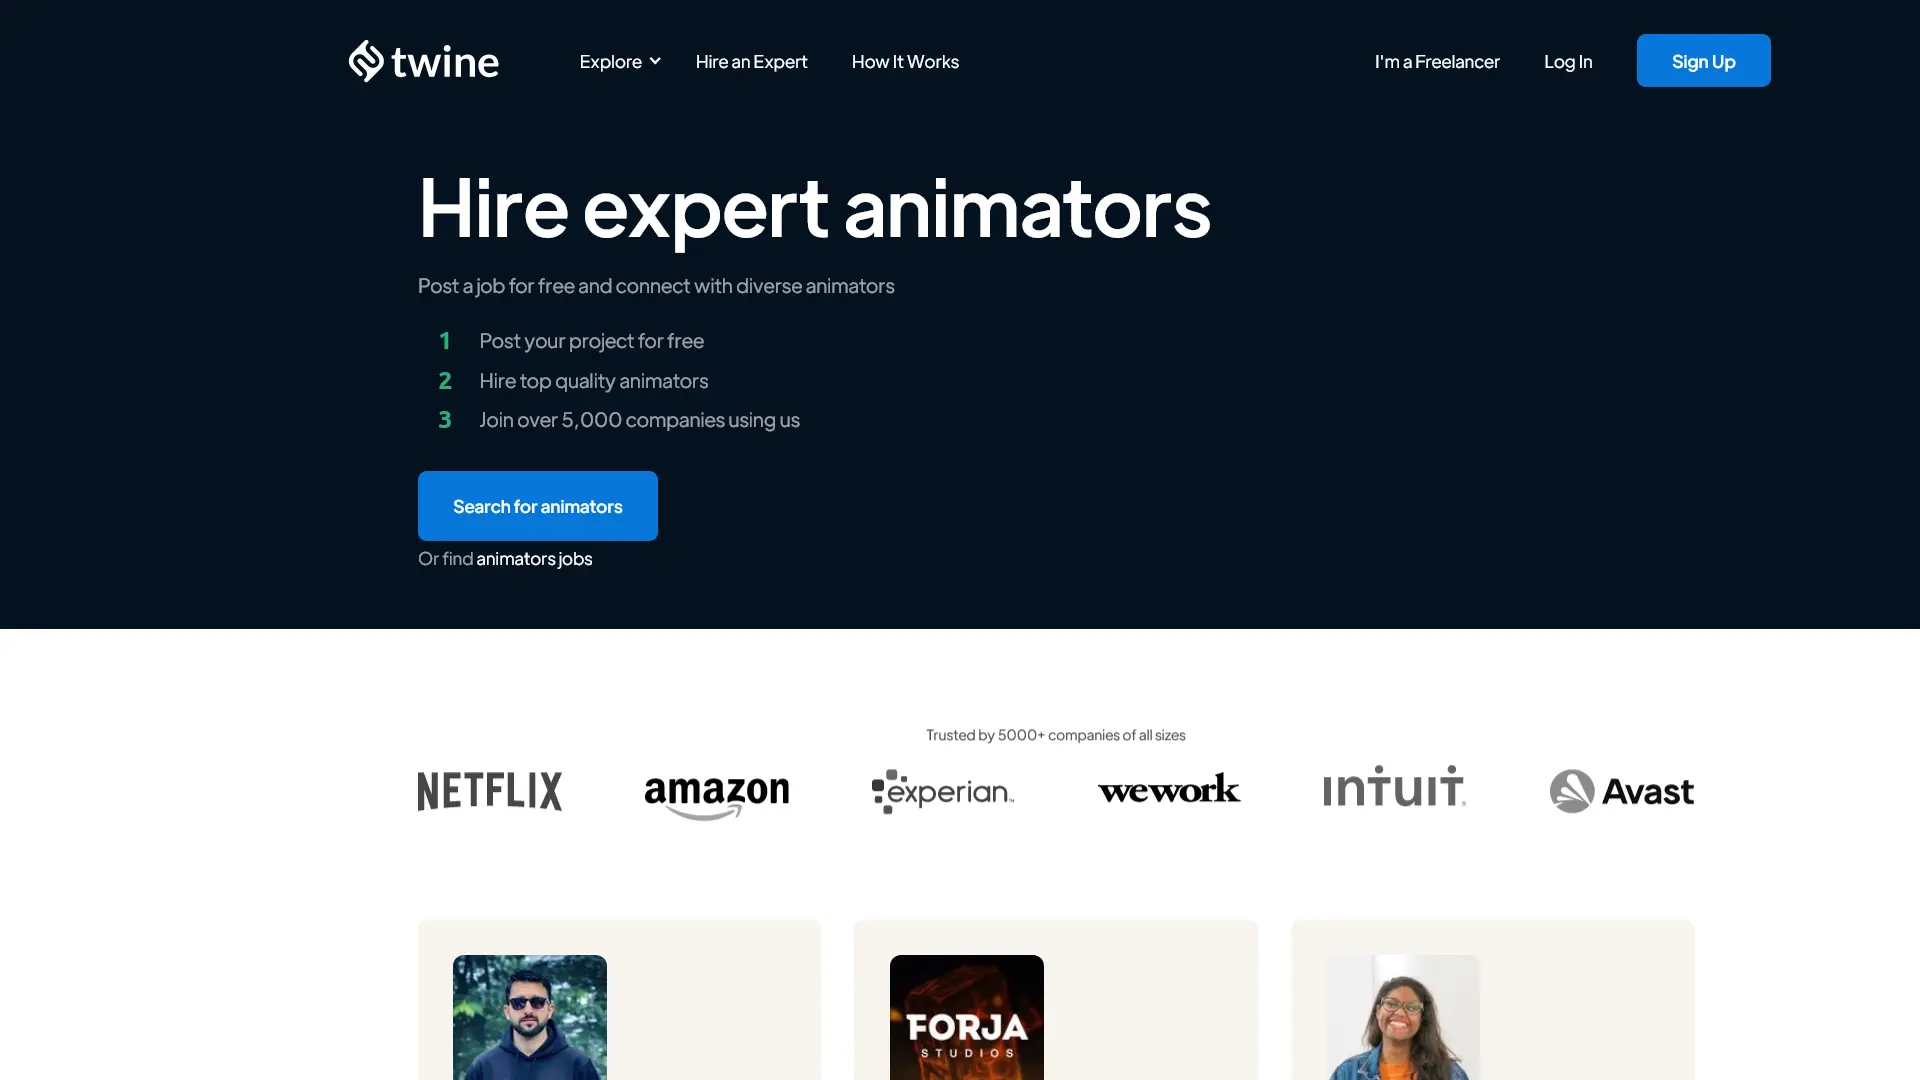 twine
Explore
Hire an Expert
How It Works
I'm a Freelancer
Log In
Sign Up
Hire expert animators
Post a job for free and connect with diverse animators
1 Post your project for free
2 Hire top quality animators
3 Join over 5,000 companies using us
Search for animators
Or find animators jobs
Trusted by 5000+ companies of all sizes
NETFLIX
amazon
experian
wework
intuit
Avast
FORJA
STUDIOS